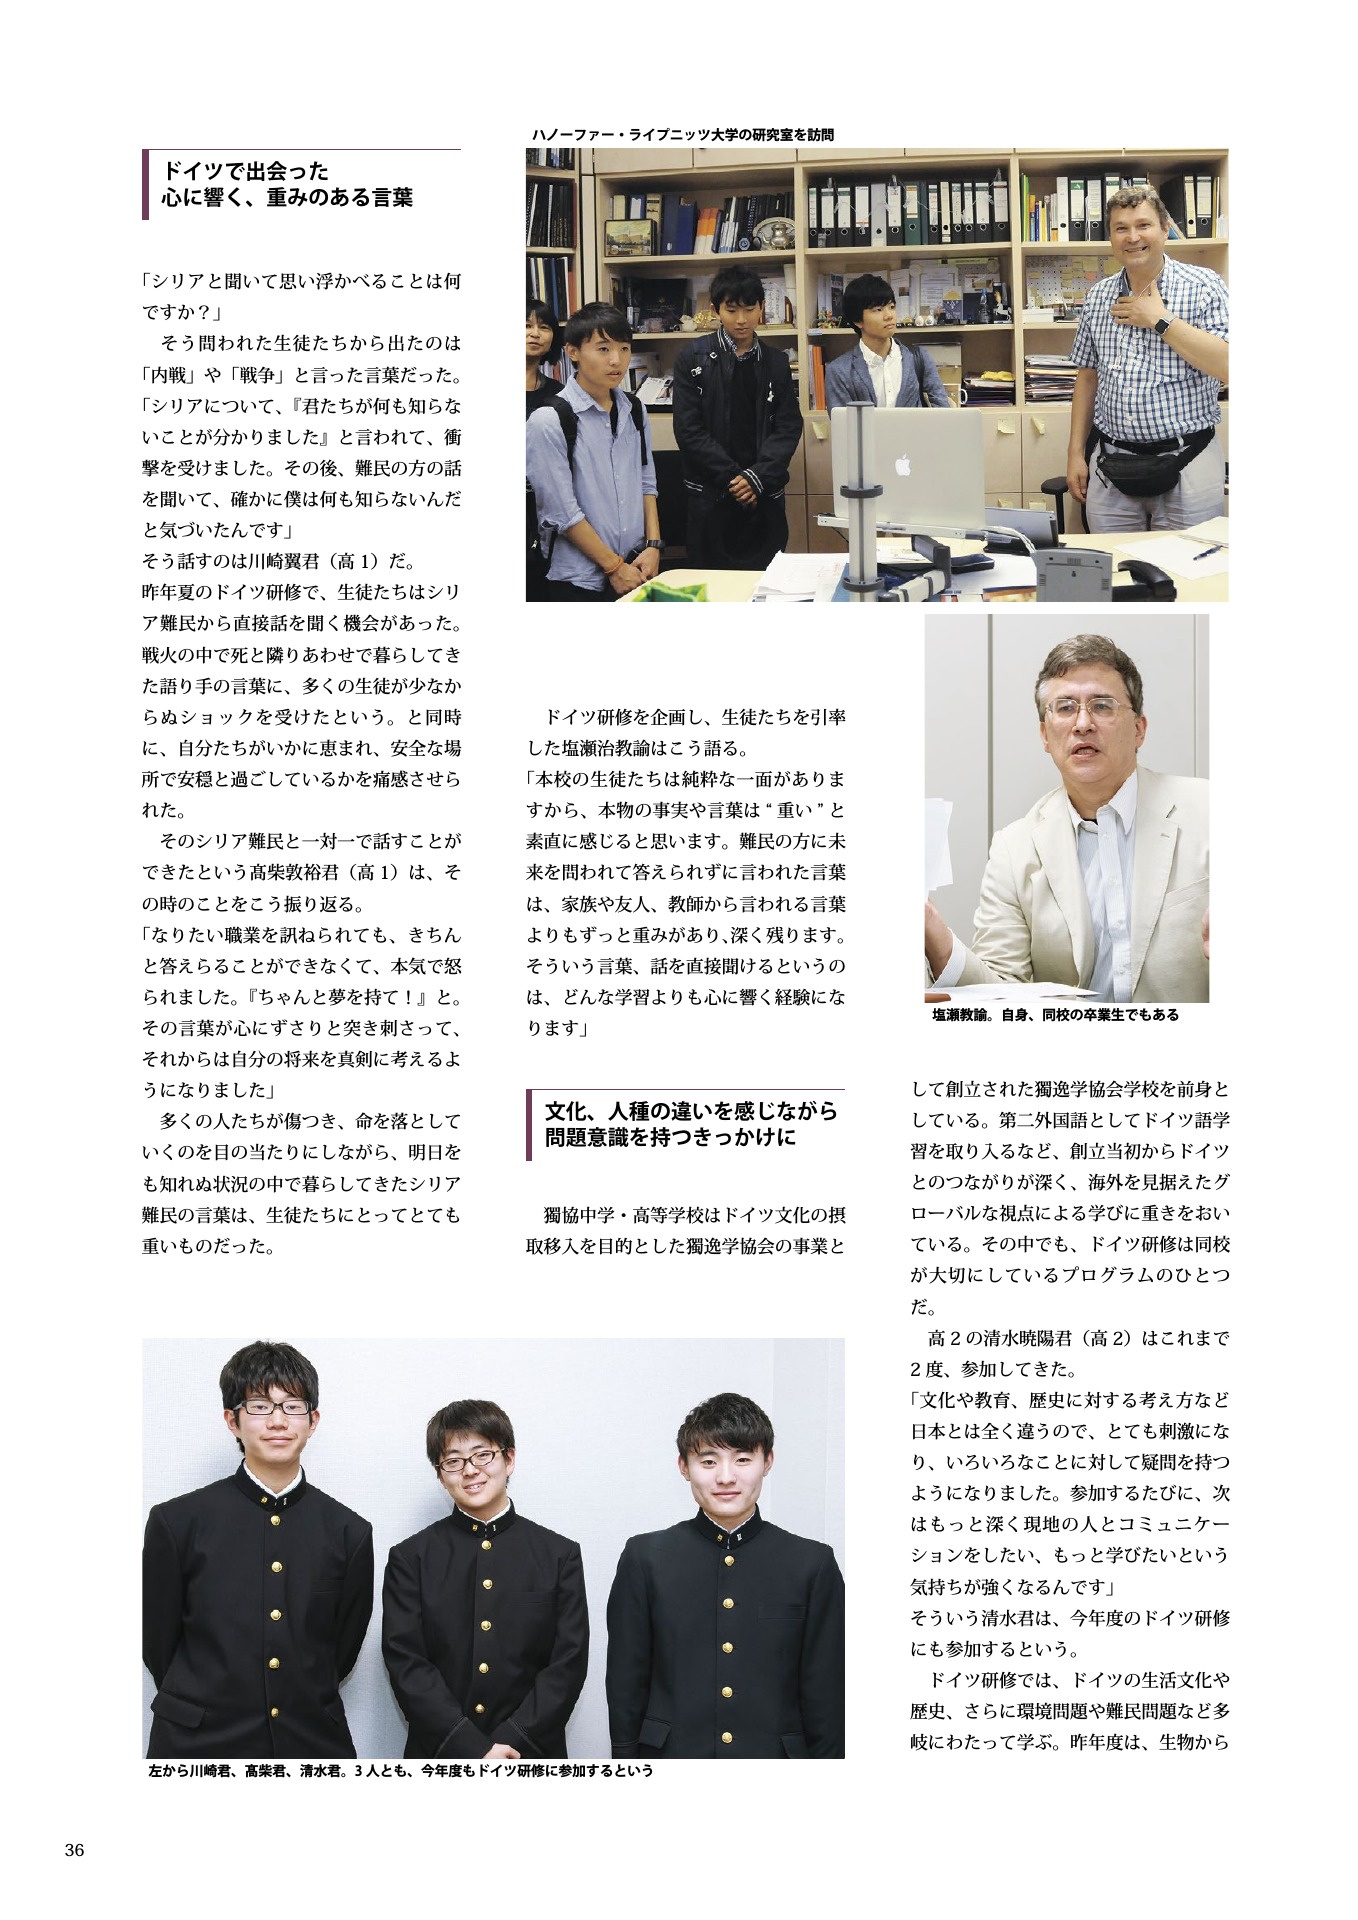 ドイツで出会った
心に響く、重みのある言葉
「シリアと聞いて思い浮かべることは何
ですか？」
　そう問われた生徒たちから出たのは
「内戦」や「戦争」と言った言葉だった。
「シリアについて、『君たちが何も知らな
いことが分かりました』と言われて、衝
撃を受けました。その後、難民の方の話
を聞いて、確かに僕は何も知らないんだ
と気づいたんです」
そう話すのは川崎翼君（高 1）だ。
昨年夏のドイツ研修で、生徒たちはシリ
ア難民から直接話を聞く機会があった。
戦火の中で死と隣りあわせで暮らしてき
た語り手の言葉に、多くの生徒が少なか
らぬショックを受けたという。と同時
に、自分たちがいかに恵まれ、安全な場
所で安穏と過ごしているかを痛感させら
れた。
　そのシリア難民と一対一で話すことが
できたという髙柴敦裕君（高 1）は、そ
の時のことをこう振り返る。
「なりたい職業を訊ねられても、きちん
と答えらることができなくて、本気で怒
られました。『ちゃんと夢を持て！』と。
その言葉が心にずさりと突き刺さって、
それからは自分の将来を真剣に考えるよ
うになりました」
　多くの人たちが傷つき、命を落として
いくのを目の当たりにしながら、明日を
も知れぬ状況の中で暮らしてきたシリア
難民の言葉は、生徒たちにとってとても
重いものだった。
ハノーファー・ライプニッツ大学の研究室を訪問
　ドイツ研修を企画し、生徒たちを引率
した塩瀬治教諭はこう語る。
「本校の生徒たちは純粋な一面がありま
すから、本物の事実や言葉は “ 重い ” と
素直に感じると思います。難民の方に未
来を問われて答えられずに言われた言葉
は、家族や友人、教師から言われる言葉
よりもずっと重みがあり、深く残ります。
そういう言葉、話を直接聞けるというの
は、どんな学習よりも心に響く経験にな
ります」
塩瀬教諭。自身、同校の卒業生でもある
文化、人種の違いを感じながら
問題意識を持つきっかけに
　獨協中学・高等学校はドイツ文化の摂
取移入を目的とした獨逸学協会の事業と
して創立された獨逸学協会学校を前身と
している。第二外国語としてドイツ語学
習を取り入るなど、創立当初からドイツ
とのつながりが深く、海外を見据えたグ
ローバルな視点による学びに重きをおい
ている。その中でも、ドイツ研修は同校
が大切にしているプログラムのひとつ
だ。
　高 2 の清水暁陽君（高 2）はこれまで
2 度、参加してきた。
「文化や教育、歴史に対する考え方など
日本とは全く違うので、とても刺激にな
り、いろいろなことに対して疑問を持つ
ようになりました。参加するたびに、次
はもっと深く現地の人とコミュニケー
ションをしたい、もっと学びたいという
気持ちが強くなるんです」
そういう清水君は、今年度のドイツ研修
にも参加するという。
　ドイツ研修では、ドイツの生活文化や
歴史、さらに環境問題や難民問題など多
岐にわたって学ぶ。昨年度は、生物から
左から川崎君、髙柴君、清水君。3 人とも、今年度もドイツ研修に参加するという
36